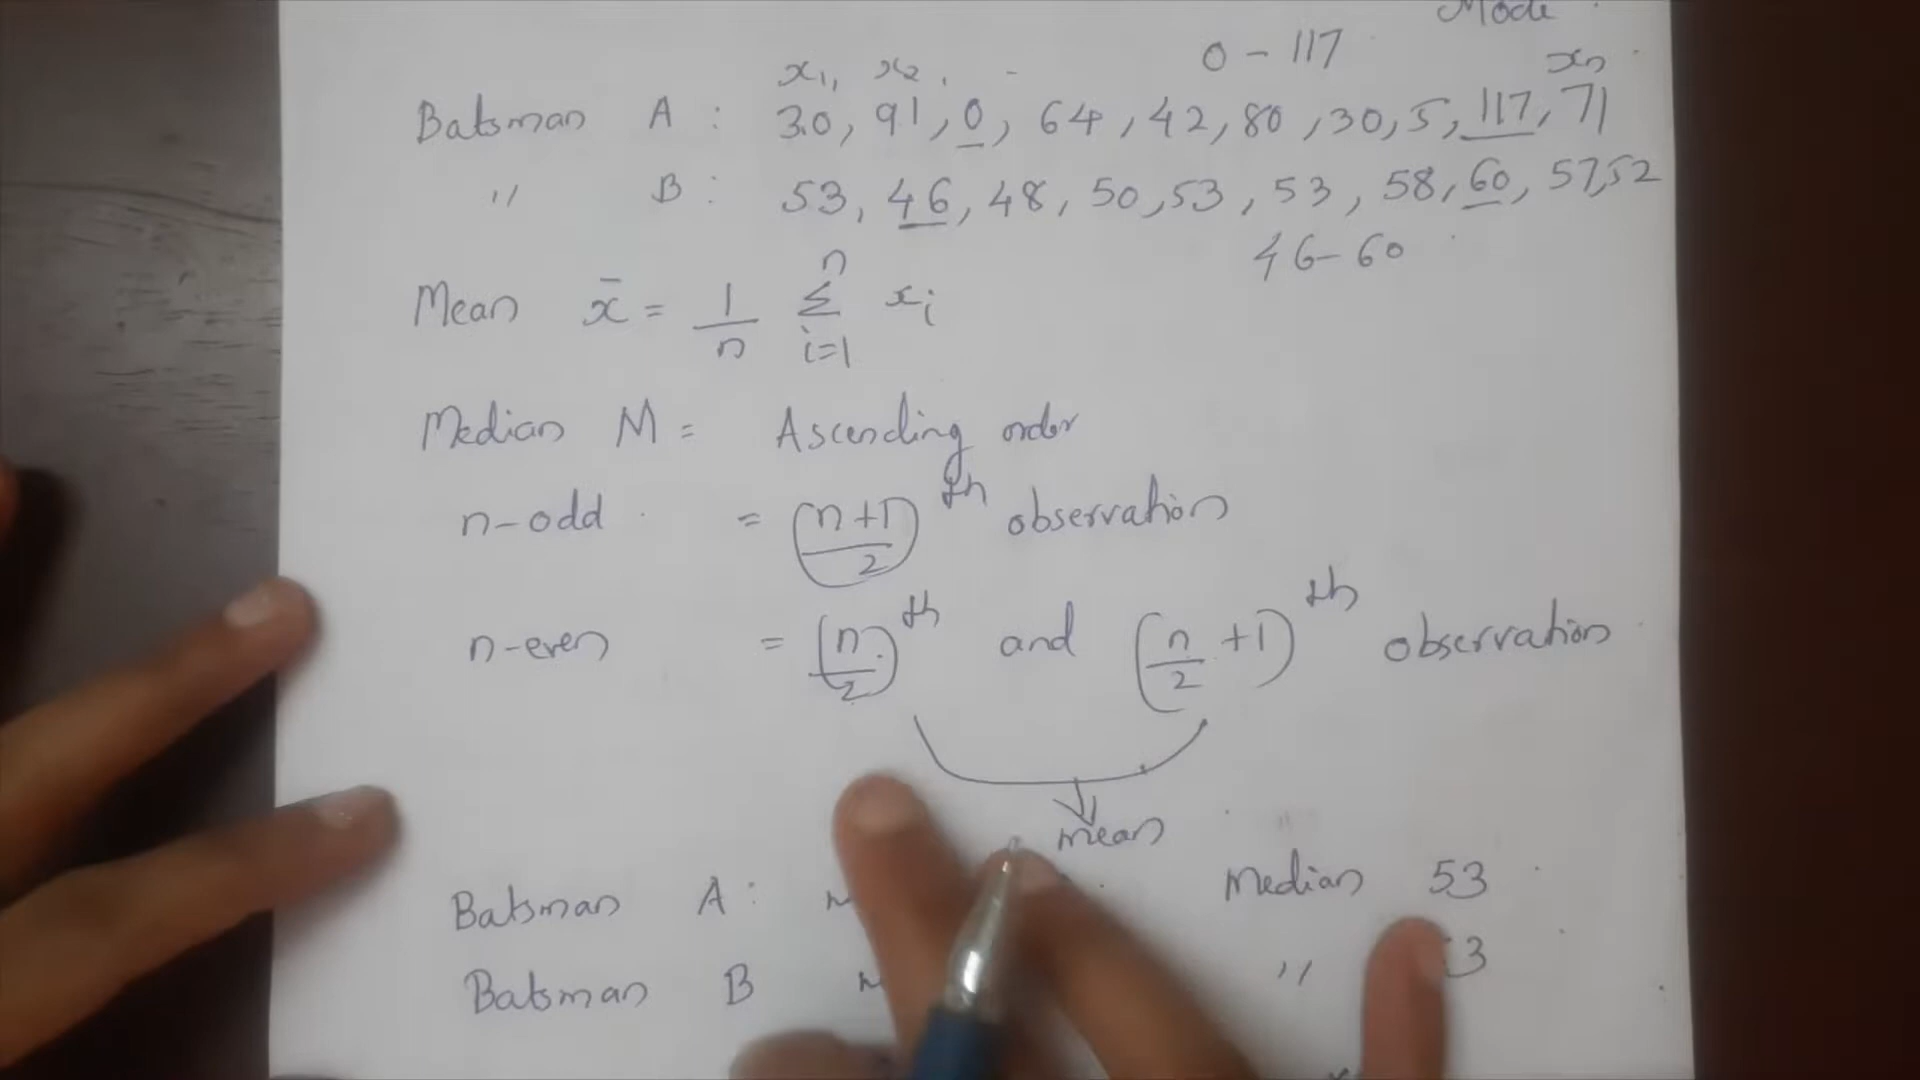 Mode
0 - 117
x₁, x₂, - xₙ
Batsman A : 30, 91, 0, 64, 42, 80, 30, 5, 117, 71
〃 B : 53, 46, 48, 50, 53, 53, 58, 60, 57, 52
46-60
Mean x̄ = 1/n Σ i=1 n xᵢ
Median M = Ascending order
n-odd = (n+1/2)th observation
n-even = (n/2)th and (n/2 +1)th observation
mean
Batsman A : Median 53
Batsman B 〃